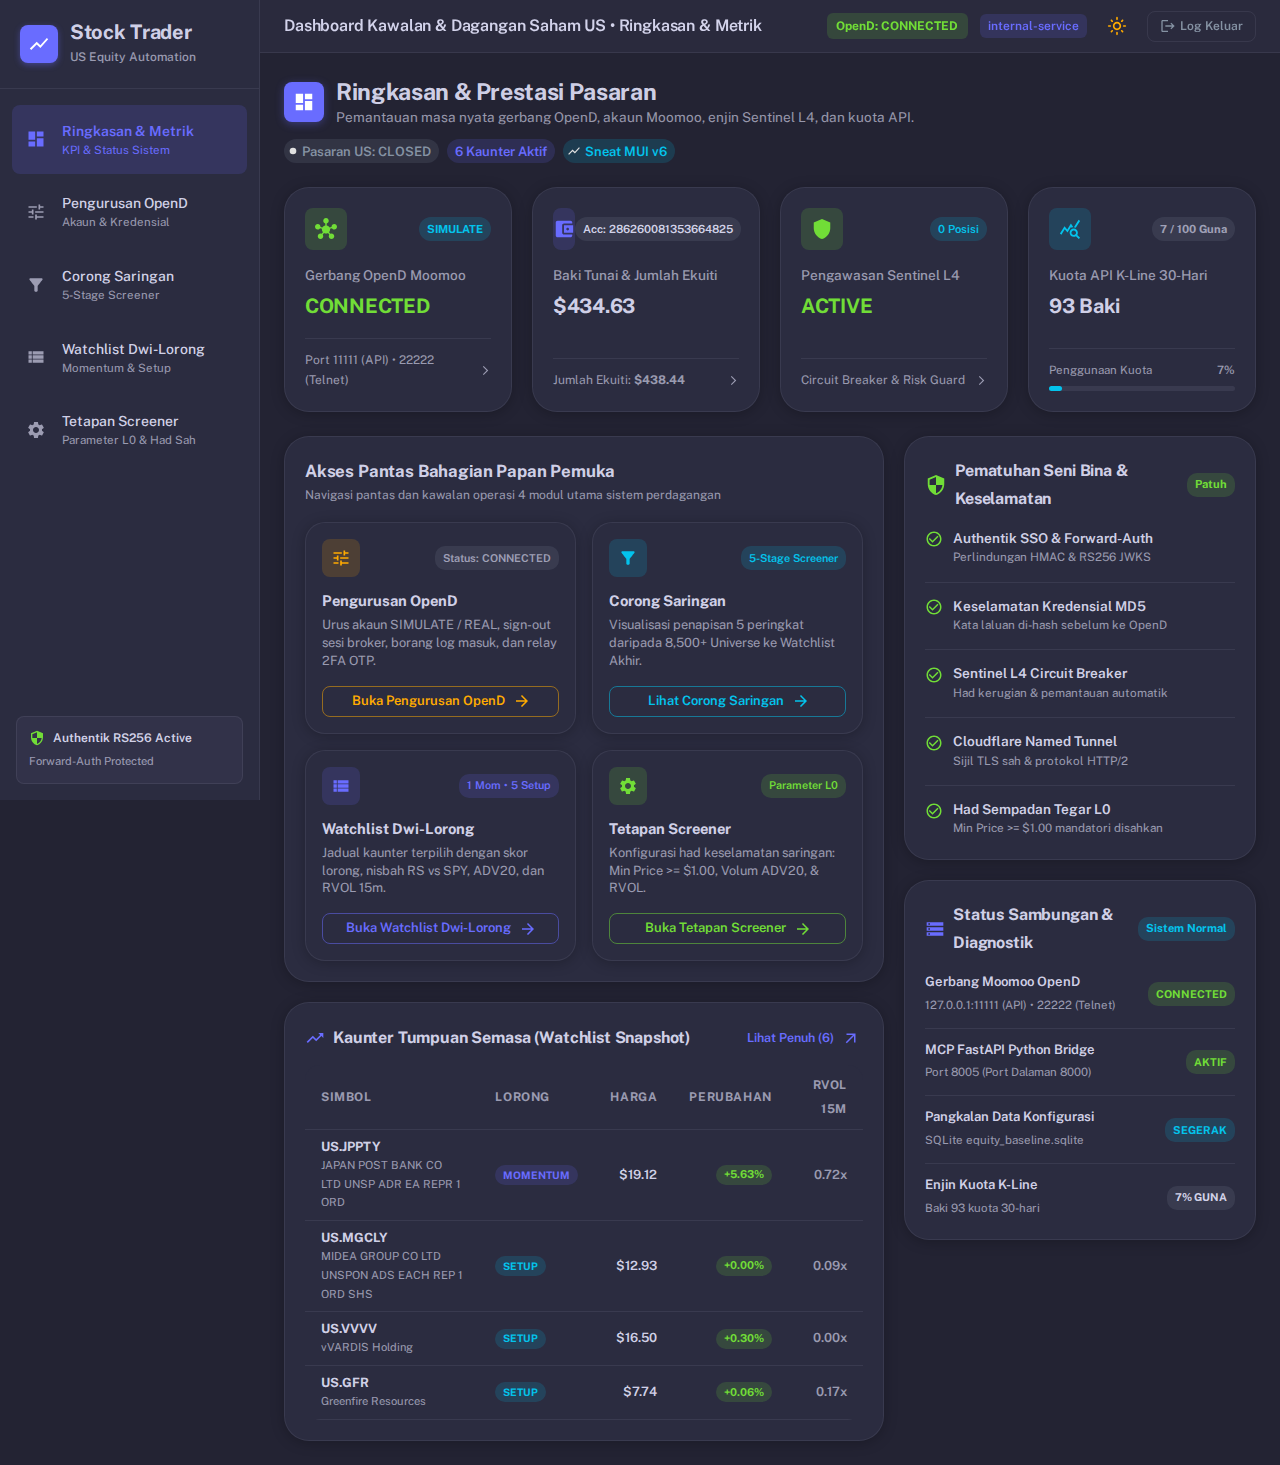 Stock Trader
US Equity Automation
Ringkasan & Metrik
KPI & Status Sistem
Pengurusan OpenD
Akaun & Kredensial
Corong Saringan
5-Stage Screener
Watchlist Dwi-Lorong
Momentum & Setup
Tetapan Screener
Parameter L0 & Had Sah
Authentik RS256 Active
Forward-Auth Protected
Dashboard Kawalan & Dagangan Saham US • Ringkasan & Metrik
OpenD: CONNECTED
internal-service
Log Keluar
Ringkasan & Prestasi Pasaran
Pemantauan masa nyata gerbang OpenD, akaun Moomoo, enjin Sentinel L4, dan kuota API.
Pasaran US: CLOSED
6 Kaunter Aktif
Sneat MUI v6
SIMULATE
Gerbang OpenD Moomoo
CONNECTED
Port 11111 (API) • 22222
(Telnet)
Acc: 286260081353664825
Baki Tunai & Jumlah Ekuiti
$434.63
Jumlah Ekuiti: $438.44
0 Posisi
Pengawasan Sentinel L4
ACTIVE
Circuit Breaker & Risk Guard
7 / 100 Guna
Kuota API K-Line 30-Hari
93 Baki
Penggunaan Kuota
7%
Akses Pantas Bahagian Papan Pemuka
Navigasi pantas dan kawalan operasi 4 modul utama sistem perdagangan
Status: CONNECTED
Pengurusan OpenD
Urus akaun SIMULATE / REAL, sign-out
sesi broker, borang log masuk, dan relay
2FA OTP.
Buka Pengurusan OpenD
5-Stage Screener
Corong Saringan
Visualisasi penapisan 5 peringkat
daripada 8,500+ Universe ke Watchlist
Akhir.
Lihat Corong Saringan
1 Mom • 5 Setup
Watchlist Dwi-Lorong
Jadual kaunter terpilih dengan skor
lorong, nisbah RS vs SPY, ADV20, dan
RVOL 15m.
Buka Watchlist Dwi-Lorong
Parameter L0
Tetapan Screener
Konfigurasi had keselamatan saringan:
Min Price >= $1.00, Volum ADV20, &
RVOL.
Buka Tetapan Screener
Kaunter Tumpuan Semasa (Watchlist Snapshot)
Lihat Penuh (6)
SIMBOL
LORONG
HARGA
PERUBAHAN
RVOL
15M
US.JPPTY
JAPAN POST BANK CO
LTD UNSP ADR EA REPR 1
ORD
MOMENTUM
$19.12
+5.63%
0.72x
US.MGCLY
MIDEA GROUP CO LTD
UNSPON ADS EACH REP 1
ORD SHS
SETUP
$12.93
+0.00%
0.09x
US.VVVV
vVARDIS Holding
SETUP
$16.50
+0.30%
0.00x
US.GFR
Greenfire Resources
SETUP
$7.74
+0.06%
0.17x
Pematuhan Seni Bina &
Keselamatan
Patuh
Authentik SSO & Forward-Auth
Perlindungan HMAC & RS256 JWKS
Keselamatan Kredensial MD5
Kata laluan di-hash sebelum ke OpenD
Sentinel L4 Circuit Breaker
Had kerugian & pemantauan automatik
Cloudflare Named Tunnel
Sijil TLS sah & protokol HTTP/2
Had Sempadan Tegar L0
Min Price >= $1.00 mandatori disahkan
Status Sambungan &
Diagnostik
Sistem Normal
Gerbang Moomoo OpenD
127.0.0.1:11111 (API) • 22222 (Telnet)
CONNECTED
MCP FastAPI Python Bridge
Port 8005 (Port Dalaman 8000)
AKTIF
Pangkalan Data Konfigurasi
SQLite equity_baseline.sqlite
SEGERAK
Enjin Kuota K-Line
Baki 93 kuota 30-hari
7% GUNA